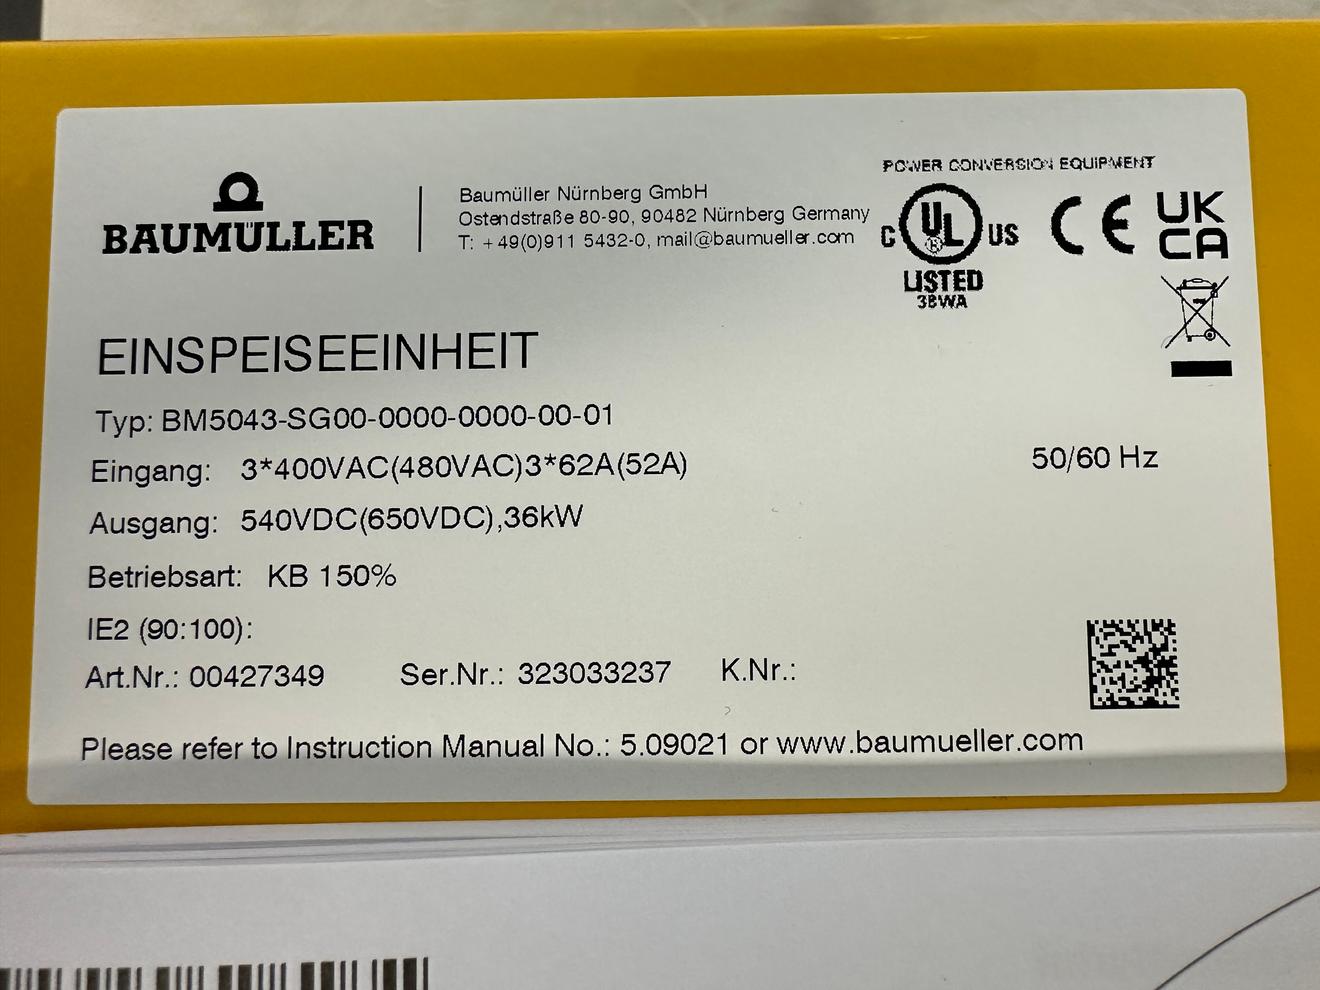 BAUMÜLLER
Baumüller Nürnberg GmbH
Ostendstraße 80-90, 90482 Nürnberg Germany
T: +49(0)911 5432-0, mail@baumueller.com
POWER CONVERSION EQUIPMENT
C UL US
®
LISTED
38WA
CE
UK
CA
EINSPEISEEINHEIT
Typ: BM5043-SG00-0000-0000-00-01
Eingang: 3*400VAC(480VAC)3*62A(52A) 50/60 Hz
Ausgang: 540VDC(650VDC),36kW
Betriebsart: KB 150%
IE2 (90:100):
Art.Nr.: 00427349 Ser.Nr.: 323033237 K.Nr.:
Please refer to Instruction Manual No.: 5.09021 or www.baumueller.com